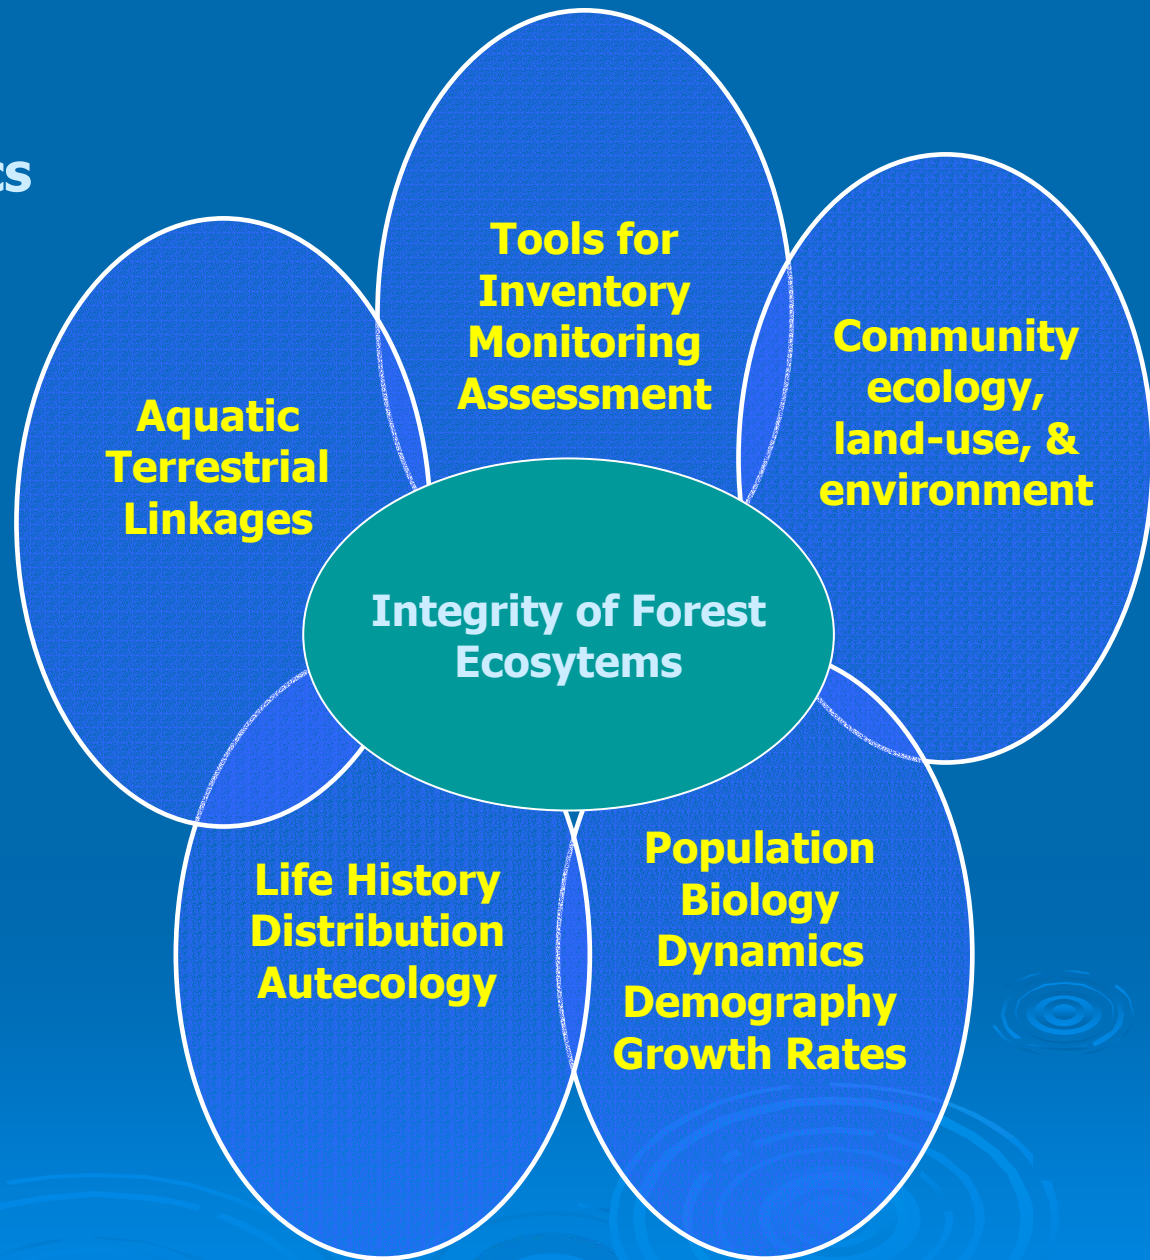 Tools for
Inventory
Monitoring
Assessment
Community
ecology,
land-use, &
environment
Aquatic
Terrestrial
Linkages
Integrity of Forest
Ecosytems
Life History
Distribution
Autecology
Population
Biology
Dynamics
Demography
Growth Rates